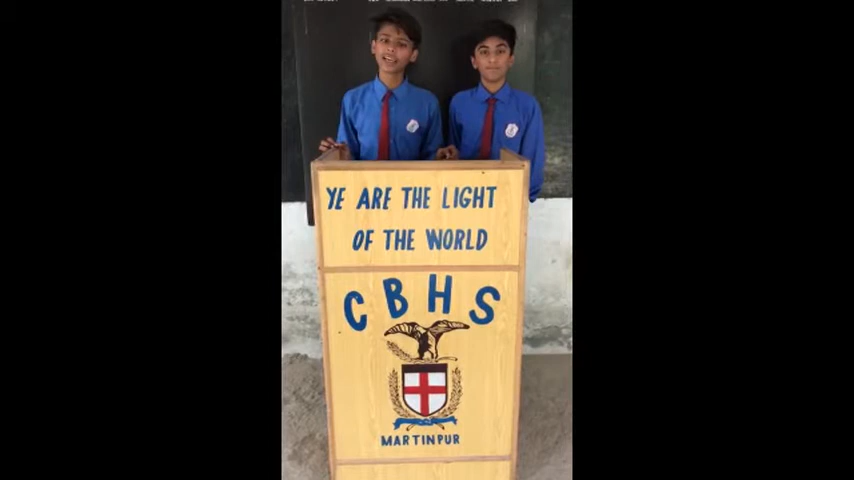 YE ARE THE LIGHT
OF THE WORLD
CBHS
MARTINPUR